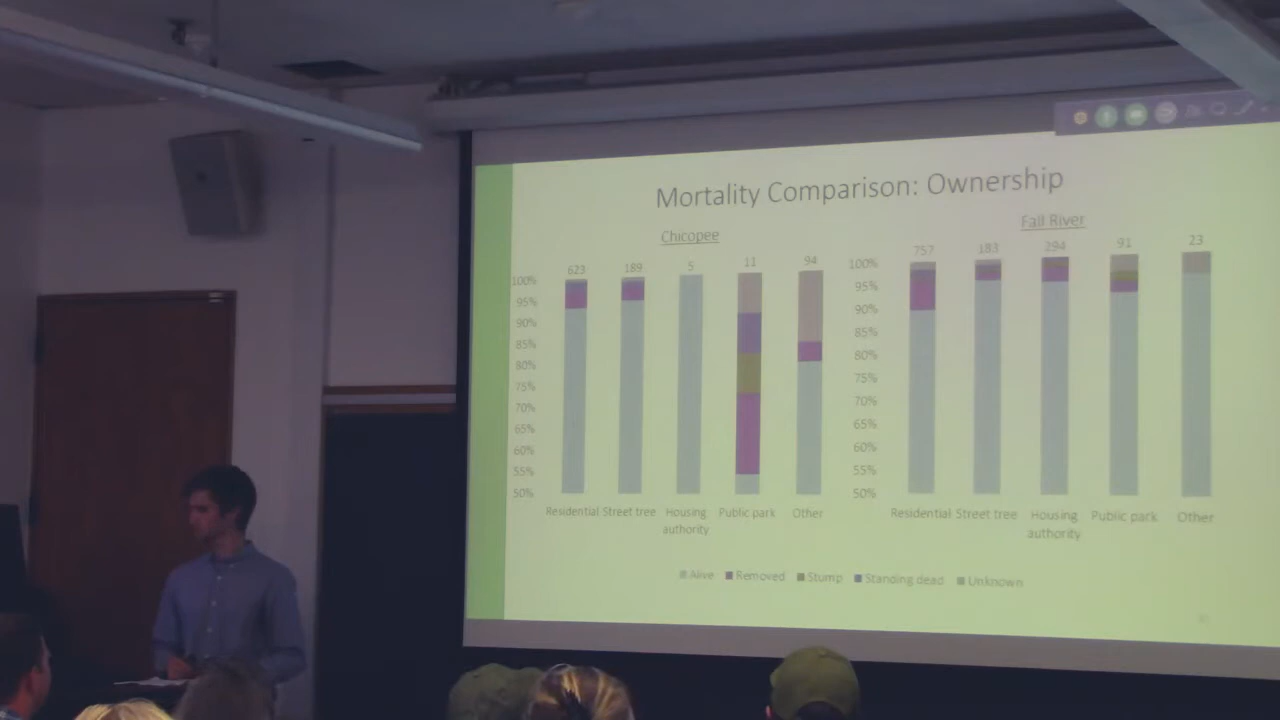 Mortality Comparison: Ownership
Chicopee
Fall River
623 189 5 11 94
100%
95%
90%
85%
80%
75%
70%
65%
60%
55%
50%
Residential Street tree Housing authority Public park Other
757 183 294 91 23
100%
95%
90%
85%
80%
75%
70%
65%
60%
55%
50%
Residential Street tree Housing authority Public park Other
Alive Removed Stump Standing dead Unknown